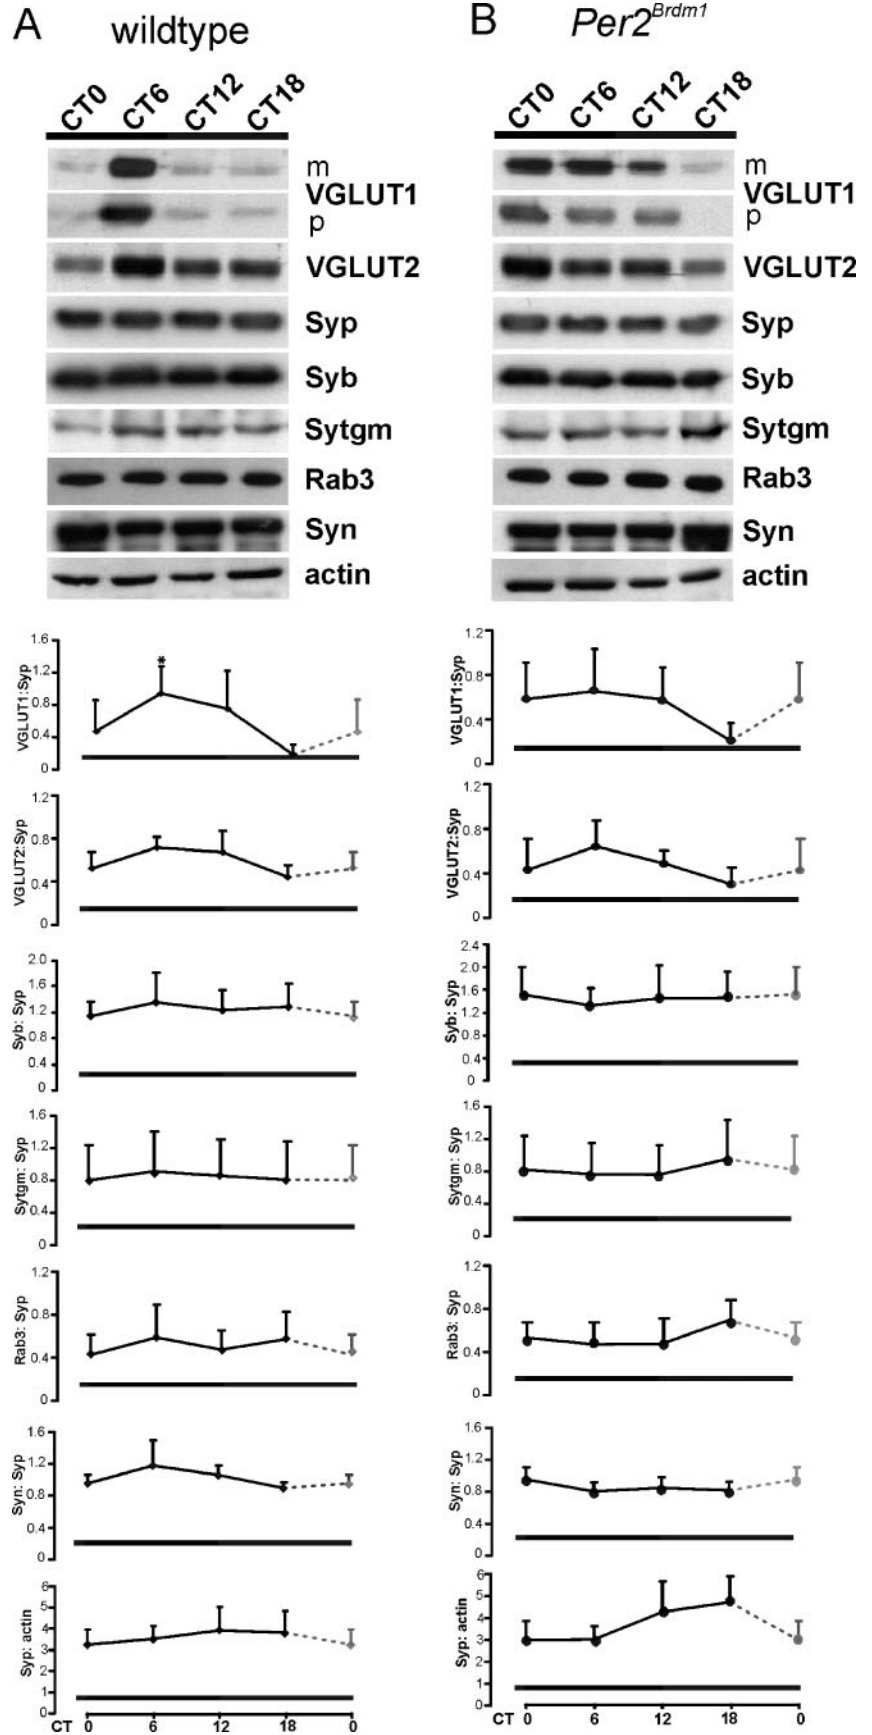 A wildtype
CT0 CT6 CT12 CT18
m
VGLUT1
p
VGLUT2
Syp
Syb
Sytgm
Rab3
Syn
actin
B Per2Brdm1
CT0 CT6 CT12 CT18
m
VGLUT1
p
VGLUT2
Syp
Syb
Sytgm
Rab3
Syn
actin
VGLUT1:Syp
1.6
1.2
0.8
0.4
0
*
VGLUT1:Syp
1.2
0.8
0.4
0
VGLUT2:Syp
1.2
0.8
0.4
0
VGLUT2:Syp
1.2
0.8
0.4
0
Syb: Syp
2.0
1.6
1.2
0.8
0.4
0
Syb: Syp
2.4
2.0
1.6
1.2
0.8
0.4
0
Sytgm: Syp
1.6
1.2
0.8
0.4
0
Sytgm: Syp
1.6
1.2
0.8
0.4
0
Rab3: Syp
1.2
0.8
0.4
0
Rab3: Syp
1.2
0.8
0.4
0
Syn: Syp
1.6
1.2
0.8
0.4
0
Syn: Syp
1.6
1.2
0.8
0.4
0
Syp: actin
6
5
4
3
2
1
0
CT 0 6 12 18 0
Syp: actin
6
5
4
3
2
1
0
CT 0 6 12 18 0